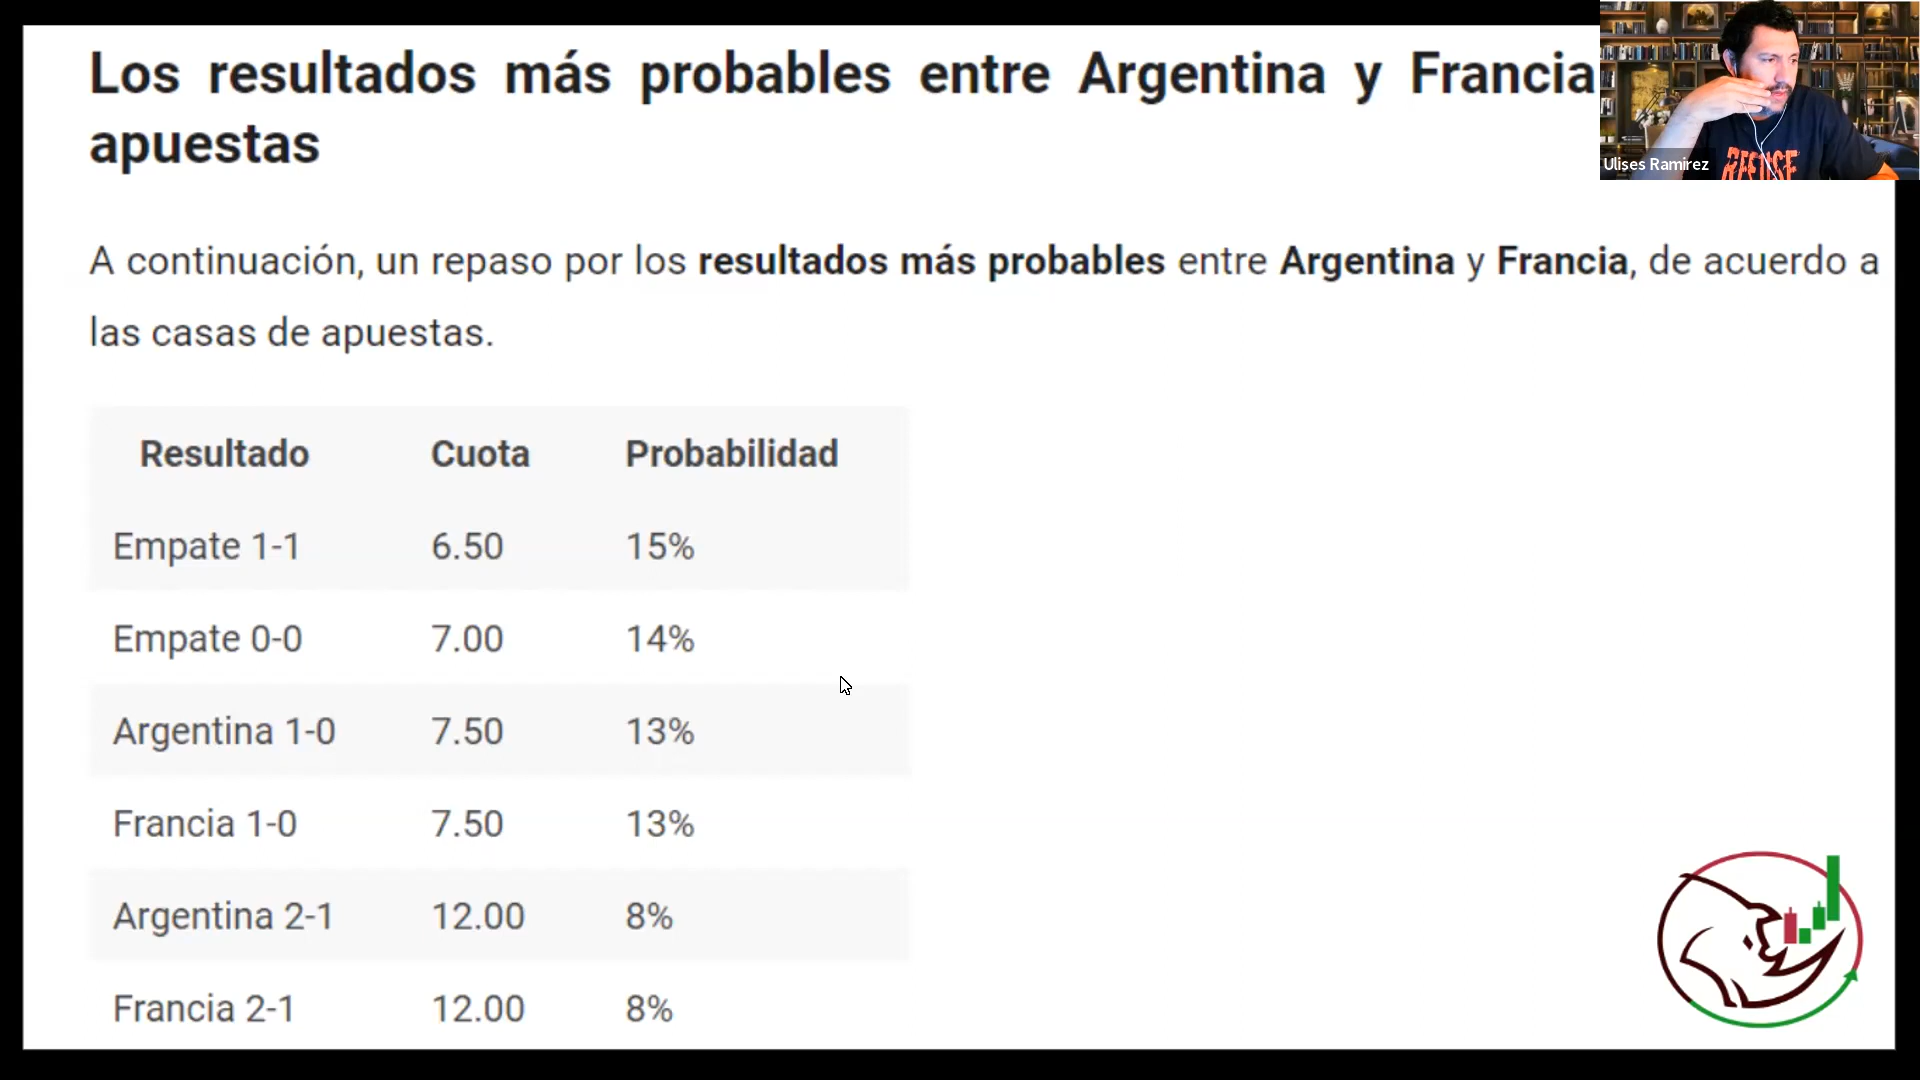 Los resultados más probables entre Argentina y Francia
apuestas
A continuación, un repaso por los resultados más probables entre Argentina y Francia, de acuerdo a
las casas de apuestas.
Resultado Cuota Probabilidad
Empate 1-1 6.50 15%
Empate 0-0 7.00 14%
Argentina 1-0 7.50 13%
Francia 1-0 7.50 13%
Argentina 2-1 12.00 8%
Francia 2-1 12.00 8%
Ulises Ramirez
REFUSE